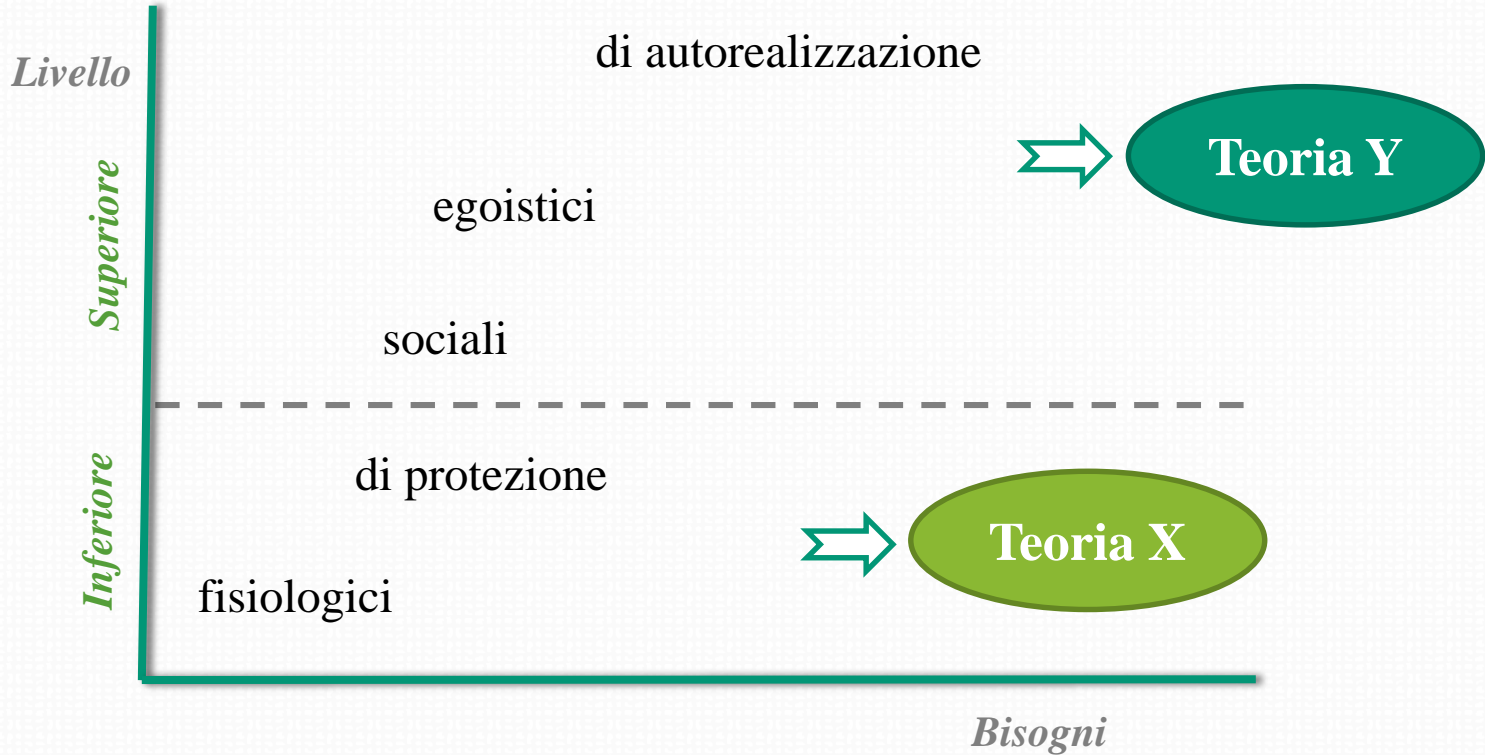 di autorealizzazione
Livello
Teoria Y
Superiore
egoistici
sociali
Inferiore
di protezione
Teoria X
fisiologici
Bisogni